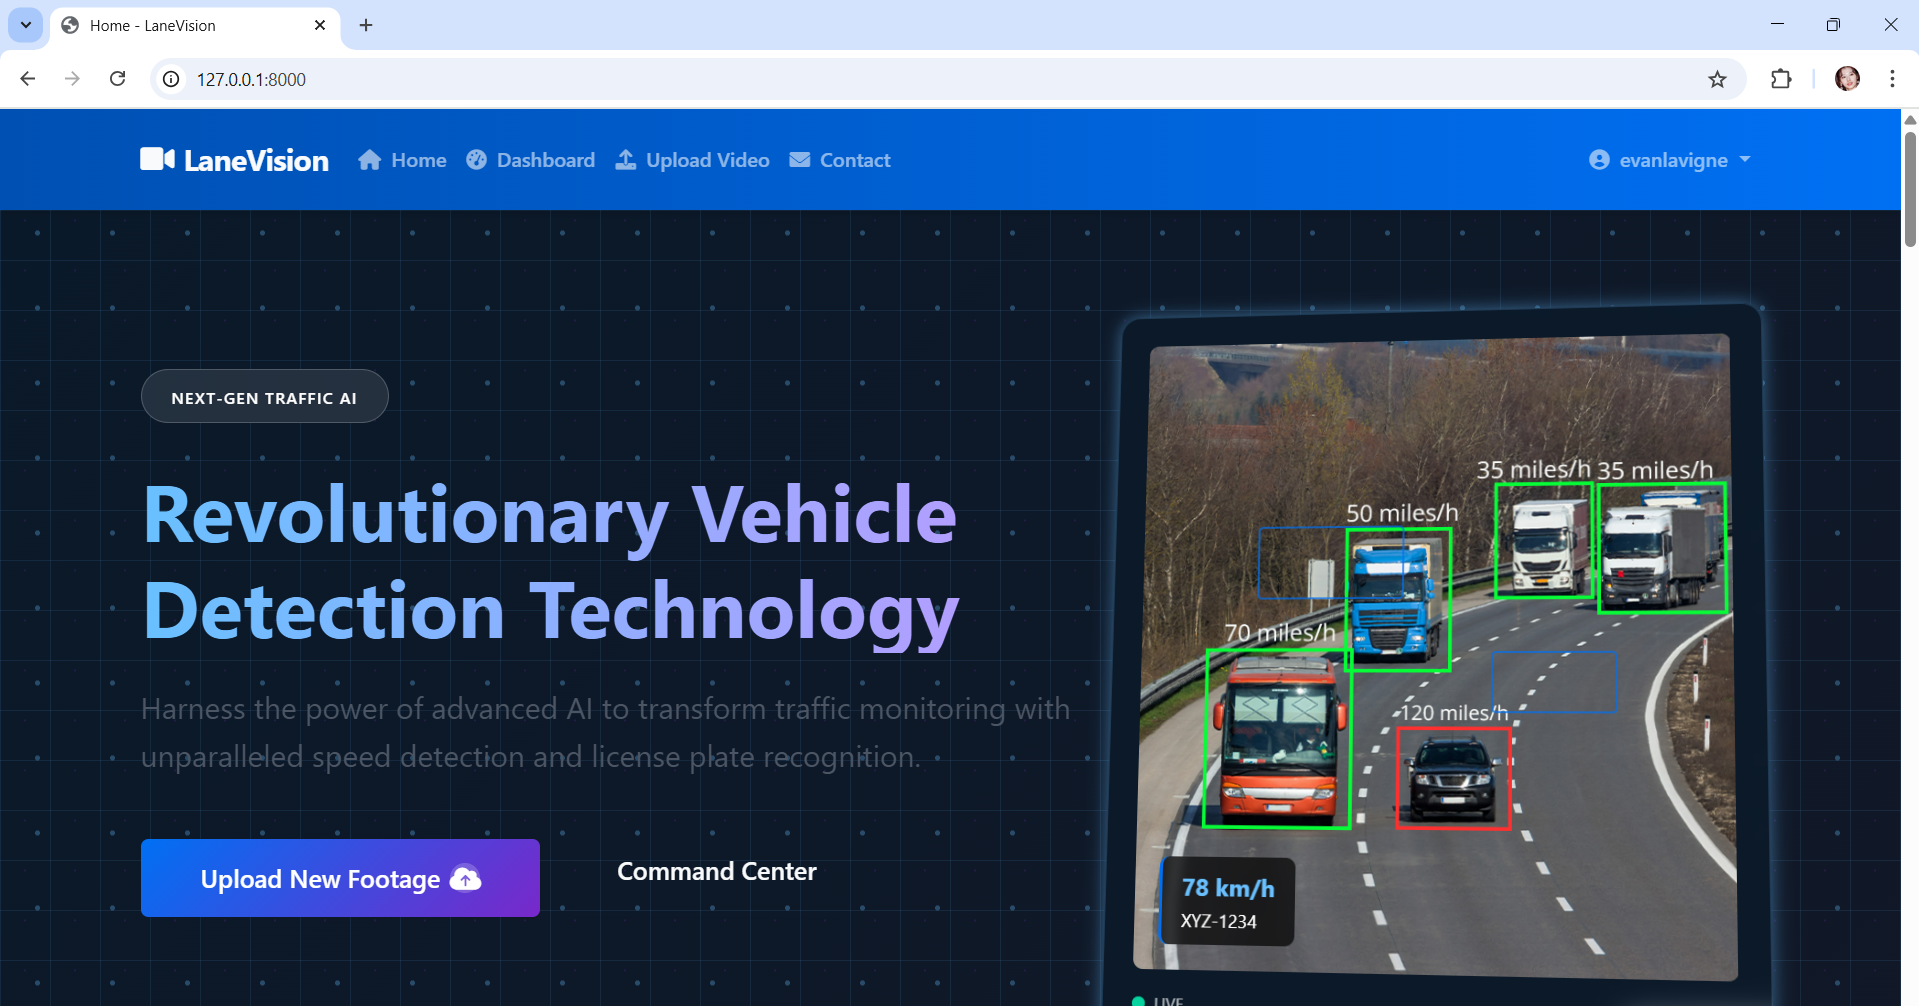 Home - LaneVision
127.0.0.1:8000
LaneVision
Home
Dashboard
Upload Video
Contact
evanlavigne
NEXT-GEN TRAFFIC AI
Revolutionary Vehicle
Detection Technology
Harness the power of advanced AI to transform traffic monitoring with
unparalleled speed detection and license plate recognition.
Upload New Footage
Command Center
35 miles/h
35 miles/h
50 miles/h
70 miles/h
120 miles/h
78 km/h
XYZ-1234
LIVE